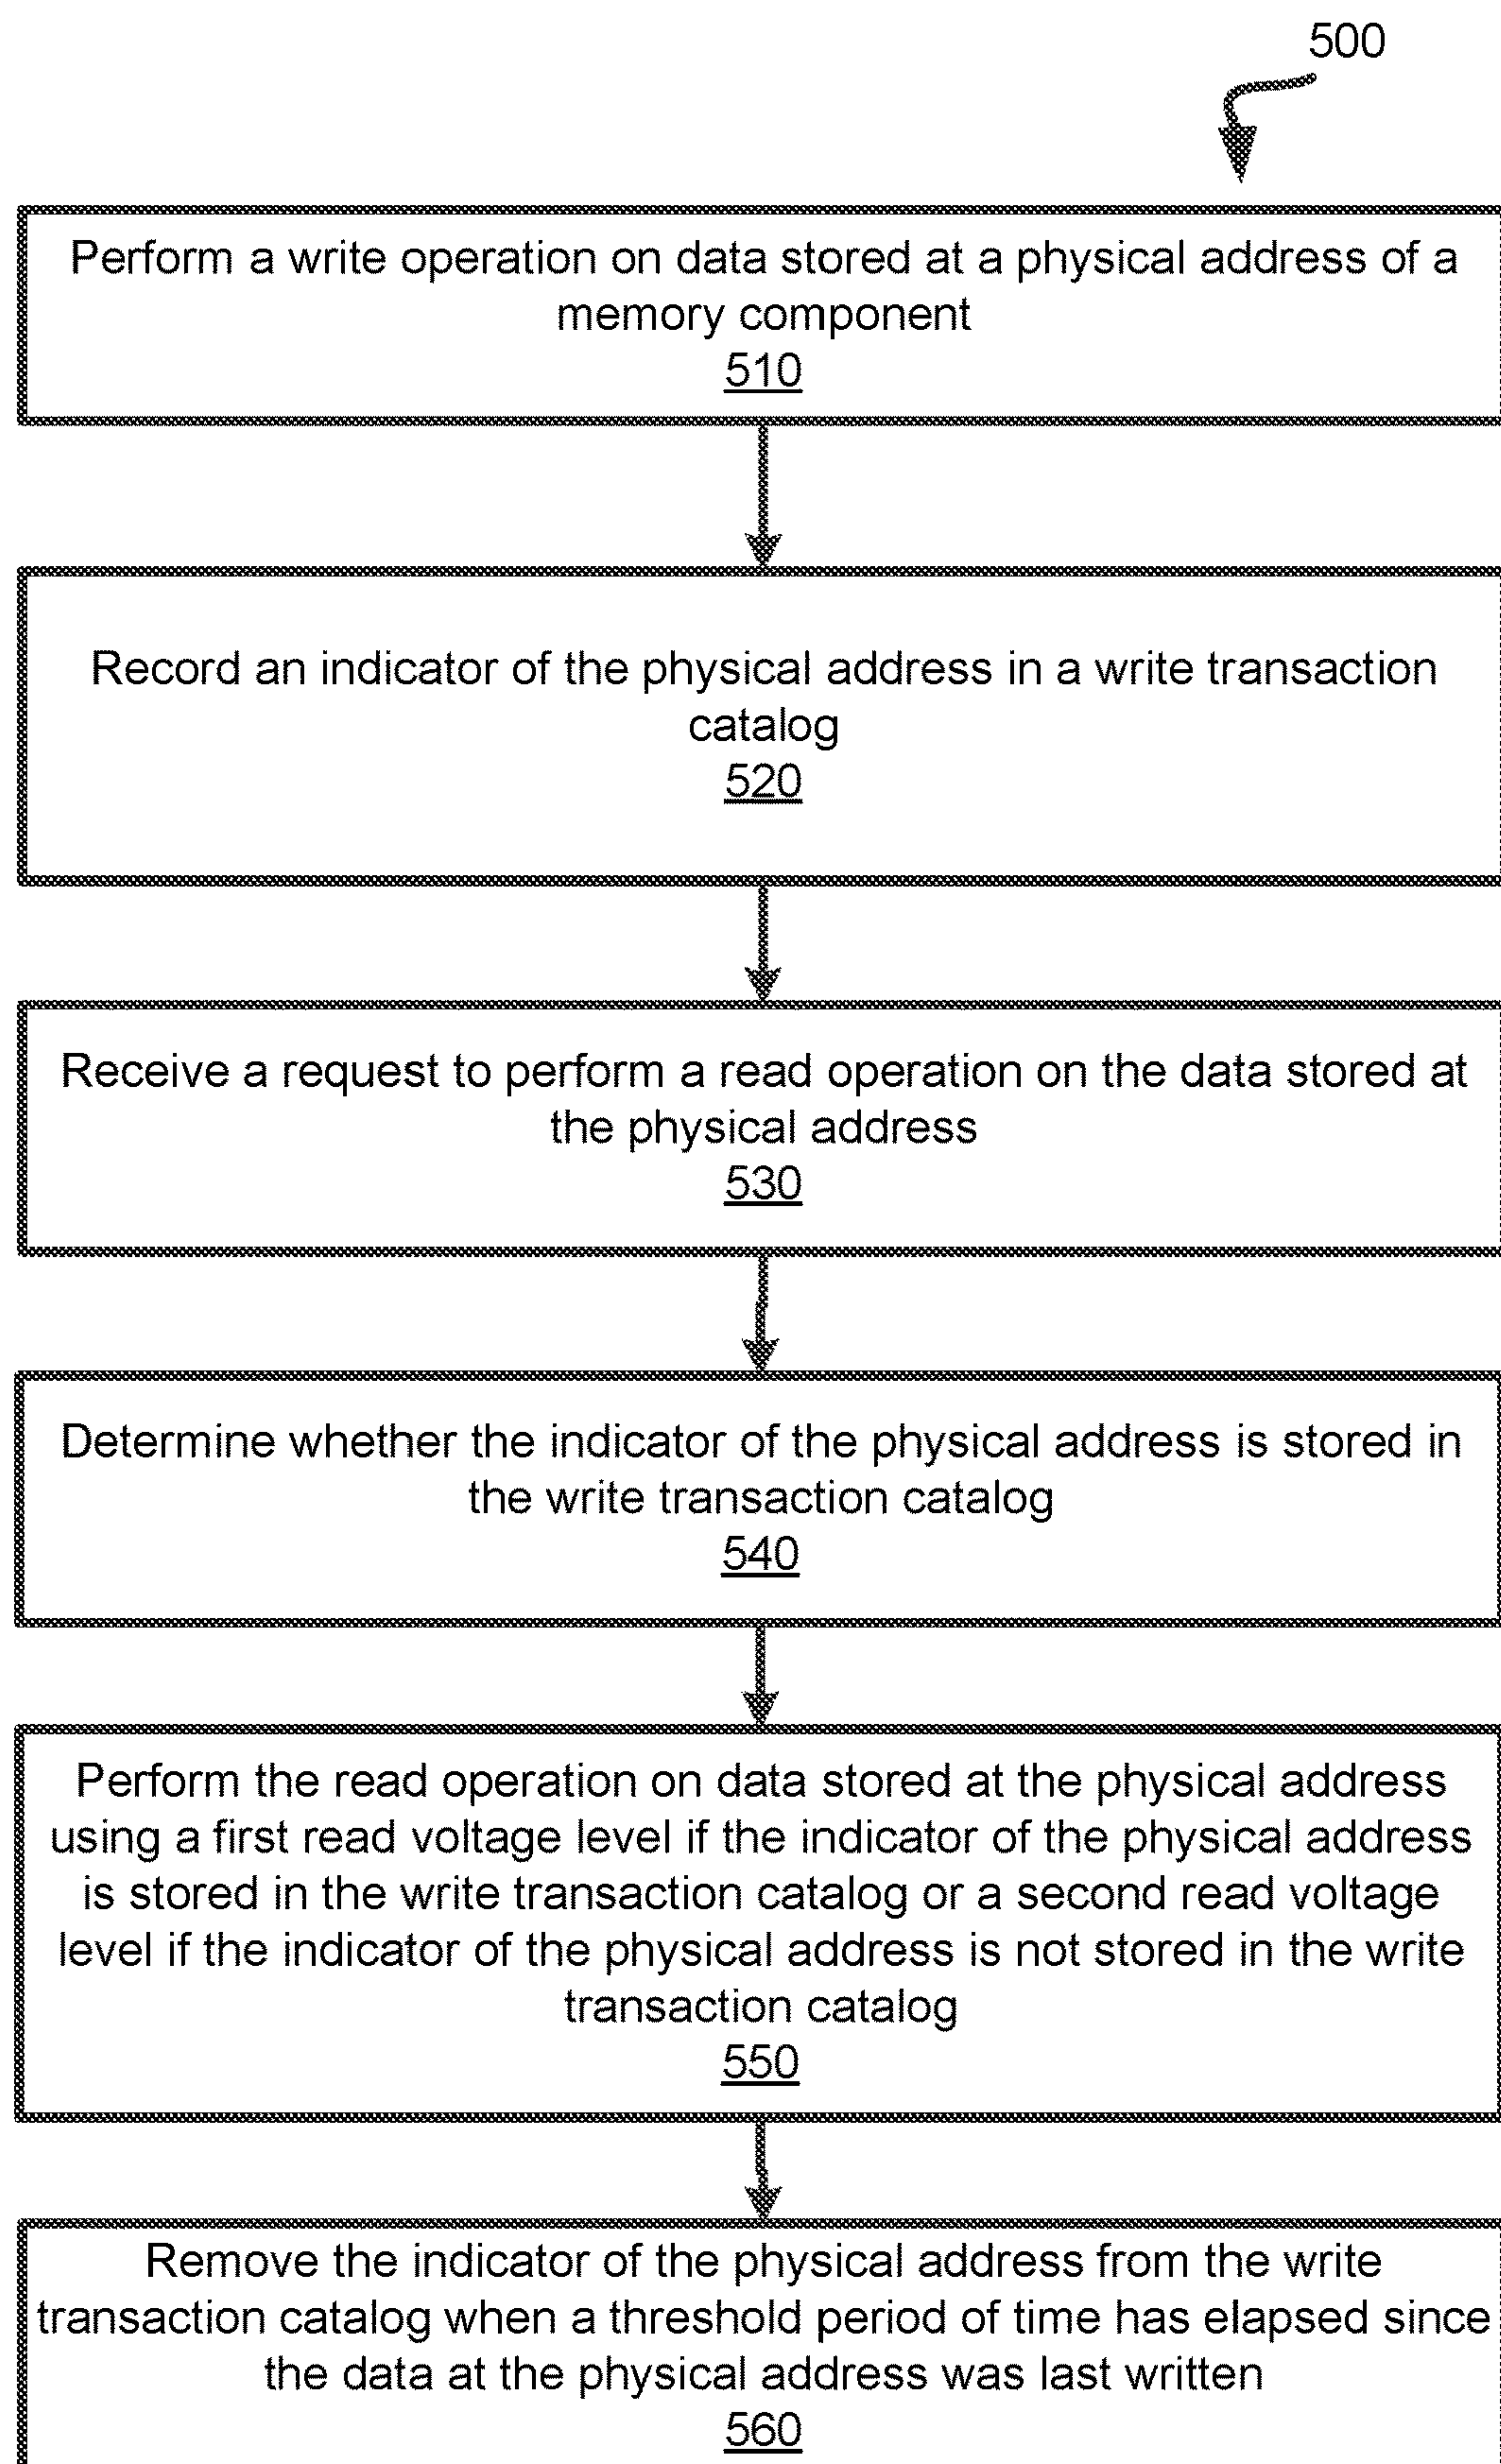 500
Perform a write operation on data stored at a physical address of a
memory component
510
Record an indicator of the physical address in a write transaction
catalog
520
Receive a request to perform a read operation on the data stored at
the physical address
530
Determine whether the indicator of the physical address is stored in
the write transaction catalog
540
Perform the read operation on data stored at the physical address
using a first read voltage level if the indicator of the physical address
is stored in the write transaction catalog or a second read voltage
level if the indicator of the physical address is not stored in the write
transaction catalog
550
Remove the indicator of the physical address from the write
transaction catalog when a threshold period of time has elapsed since
the data at the physical address was last written
560